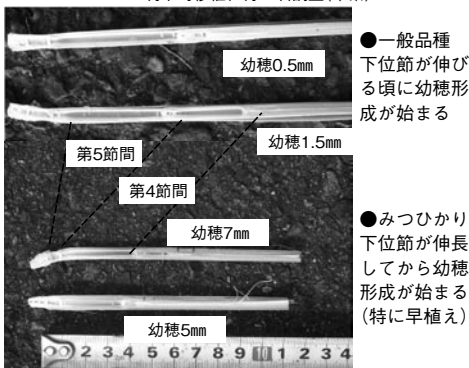 ●一般品種
下位節が伸び
る頃に幼穂形
成が始まる
幼穂0.5㎜
幼穂1.5㎜
第5節間
第4節間
幼穂7㎜
幼穂5㎜
●みつひかり
下位節が伸長
してから幼穂
形成が始まる
(特に早植え)
2 3 4 5 6 7 8 9 10 1 2 3 4